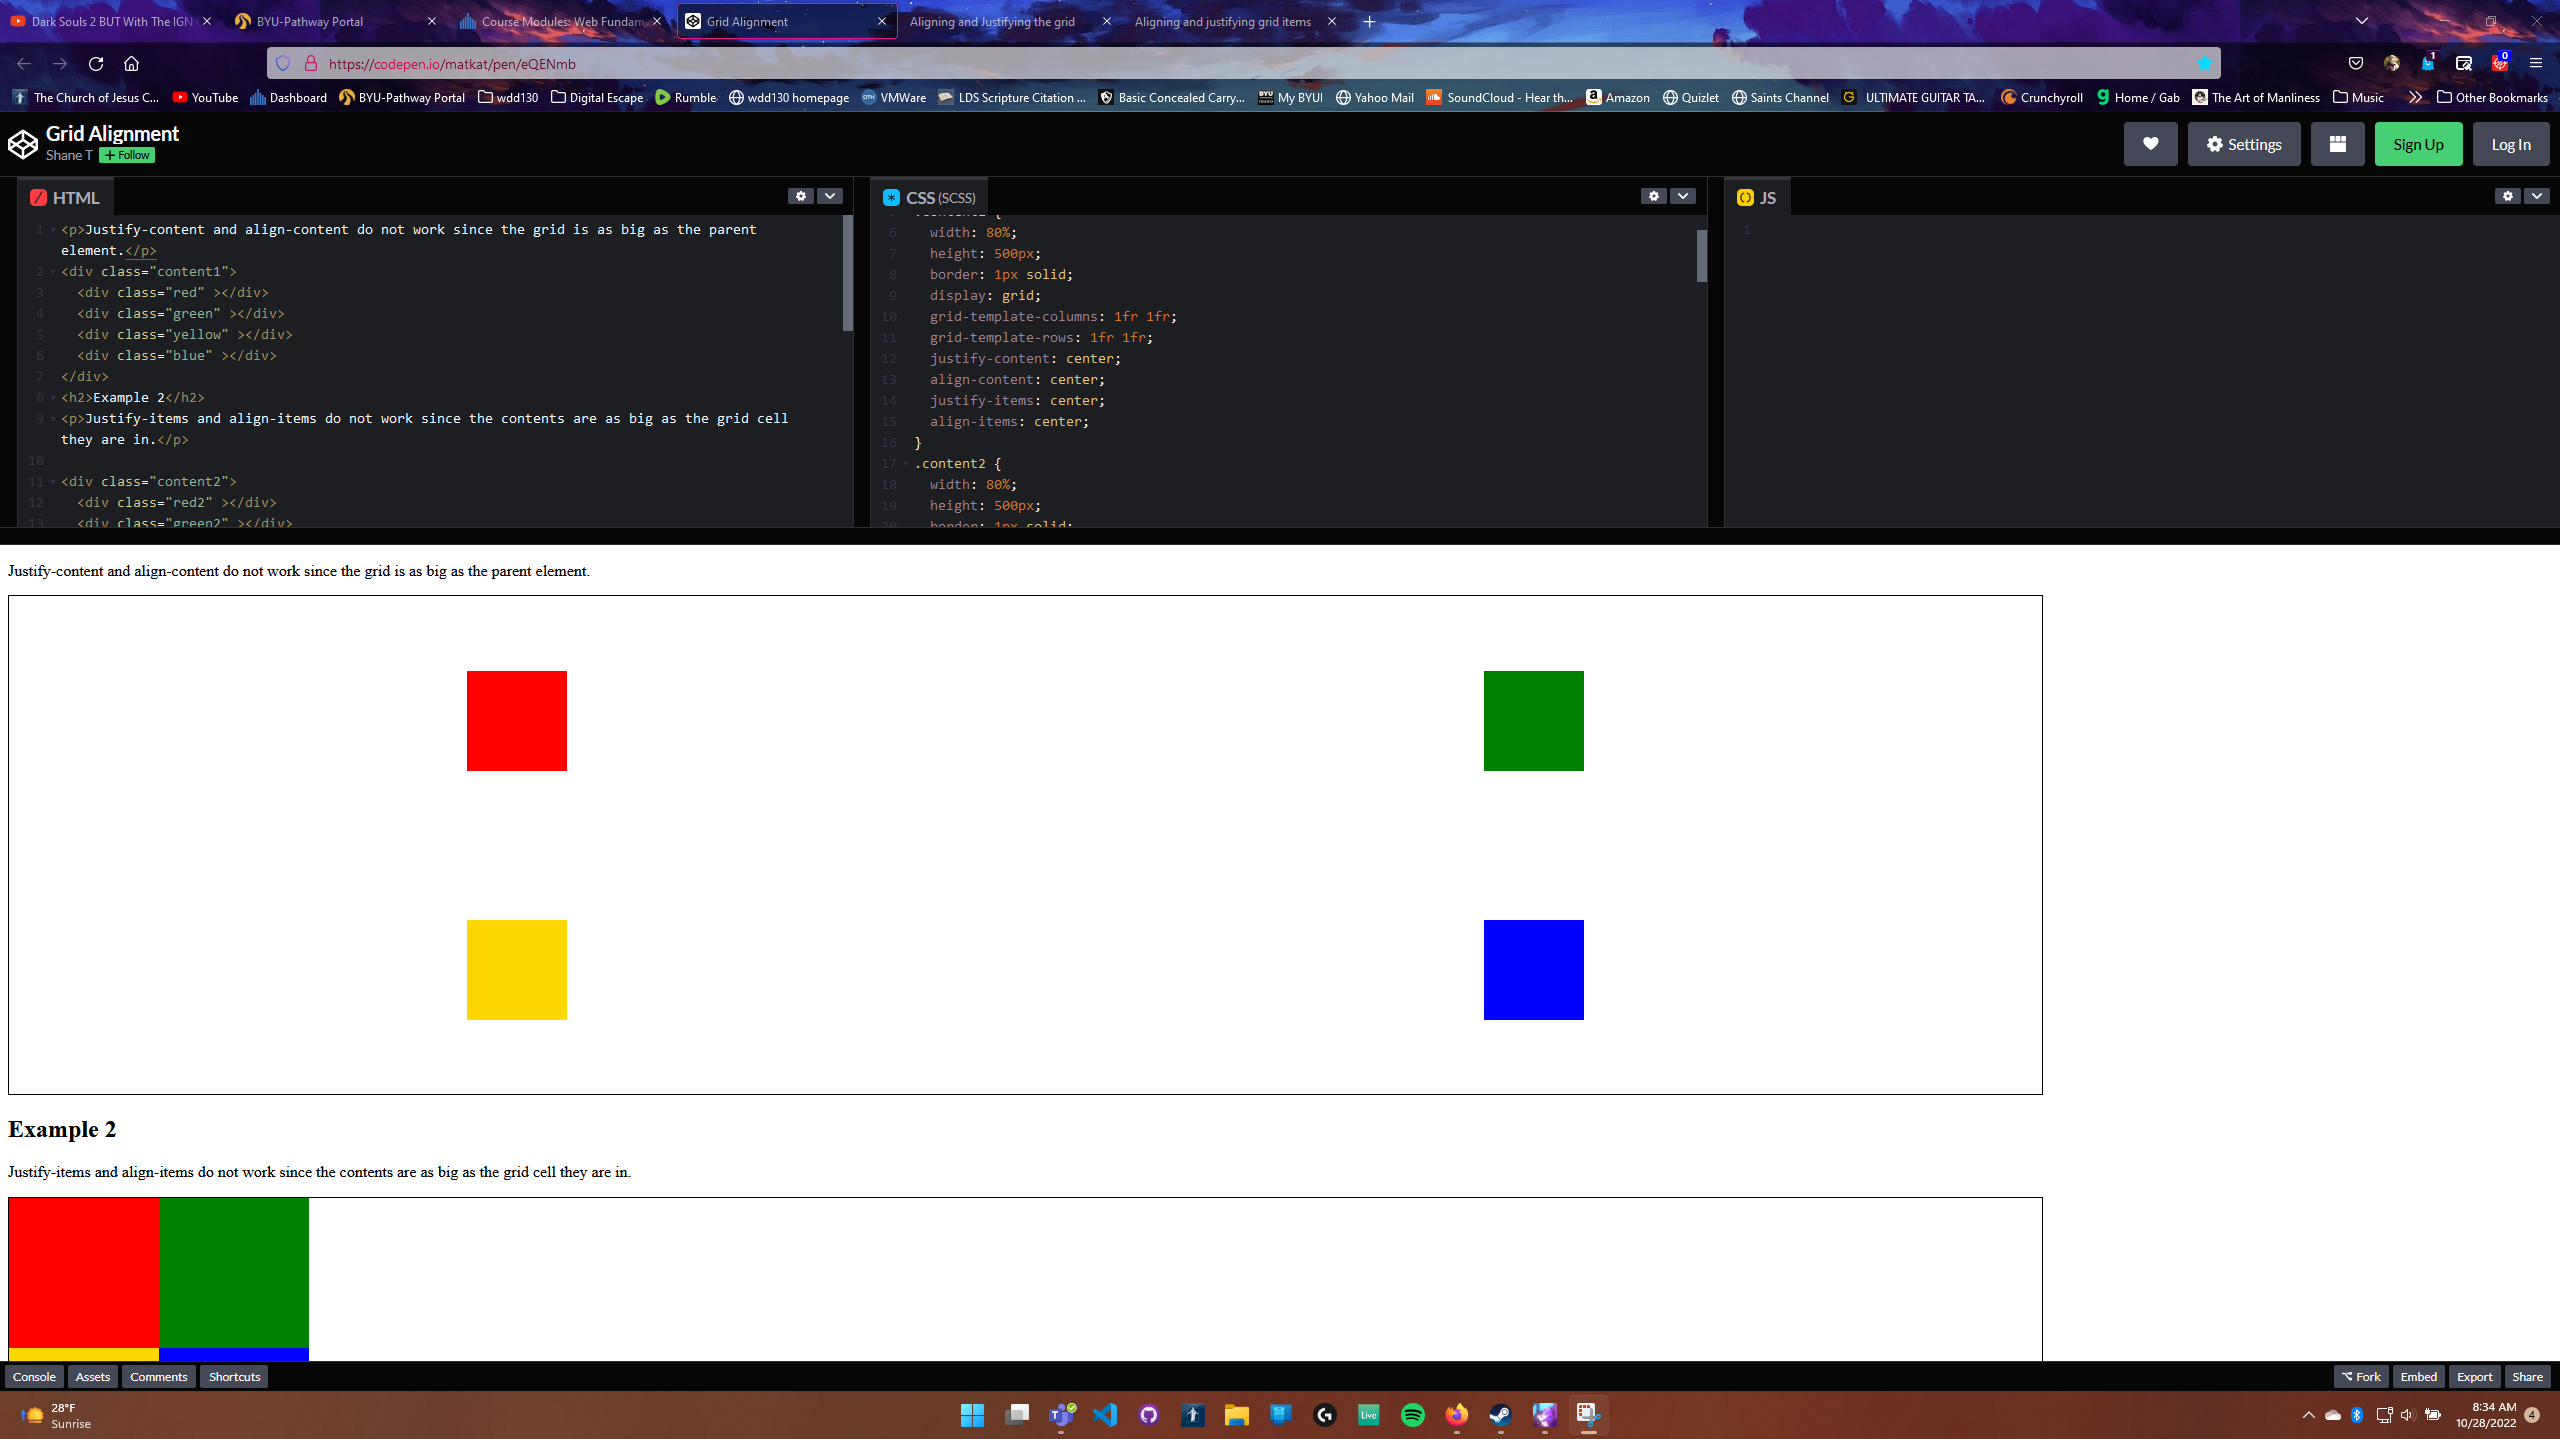 Dark Souls 2 BUT With The IGN
BYU-Pathway Portal
Course Modules: Web Fundam
Grid Alignment
Aligning and Justifying the grid
Aligning and justifying grid items
https://codepen.io/matkat/pen/eQENmb
1
0
The Church of Jesus C...
YouTube
Dashboard
BYU-Pathway Portal
wdd130
Digital Escape
Rumble
wdd130 homepage
VMWare
LDS Scripture Citation ...
Basic Concealed Carry...
My BYUI
Yahoo Mail
SoundCloud - Hear th...
Amazon
Quizlet
Saints Channel
ULTIMATE GUITAR TA...
Crunchyroll
Home / Gab
The Art of Manliness
Music
Other Bookmarks
Grid Alignment
Shane T + Follow
Settings
Sign Up
Log In
HTML
1 <p>Justify-content and align-content do not work since the grid is as big as the parent
element.</p>
2 <div class="content1">
3 <div class="red" ></div>
4 <div class="green" ></div>
5 <div class="yellow" ></div>
6 <div class="blue" ></div>
7 </div>
8 <h2>Example 2</h2>
9 <p>Justify-items and align-items do not work since the contents are as big as the grid cell
they are in.</p>
10
11 <div class="content2">
12 <div class="red2" ></div>
13 <div class="green2" ></div>
CSS (SCSS)
6 width: 80%;
7 height: 500px;
8 border: 1px solid;
9 display: grid;
10 grid-template-columns: 1fr 1fr;
11 grid-template-rows: 1fr 1fr;
12 justify-content: center;
13 align-content: center;
14 justify-items: center;
15 align-items: center;
16 }
17 .content2 {
18 width: 80%;
19 height: 500px;
20 border: 1px solid;
JS
1
Justify-content and align-content do not work since the grid is as big as the parent element.
Example 2
Justify-items and align-items do not work since the contents are as big as the grid cell they are in.
Console
Assets
Comments
Shortcuts
Fork
Embed
Export
Share
28°F
Sunrise
Live
8:34 AM
10/28/2022
4